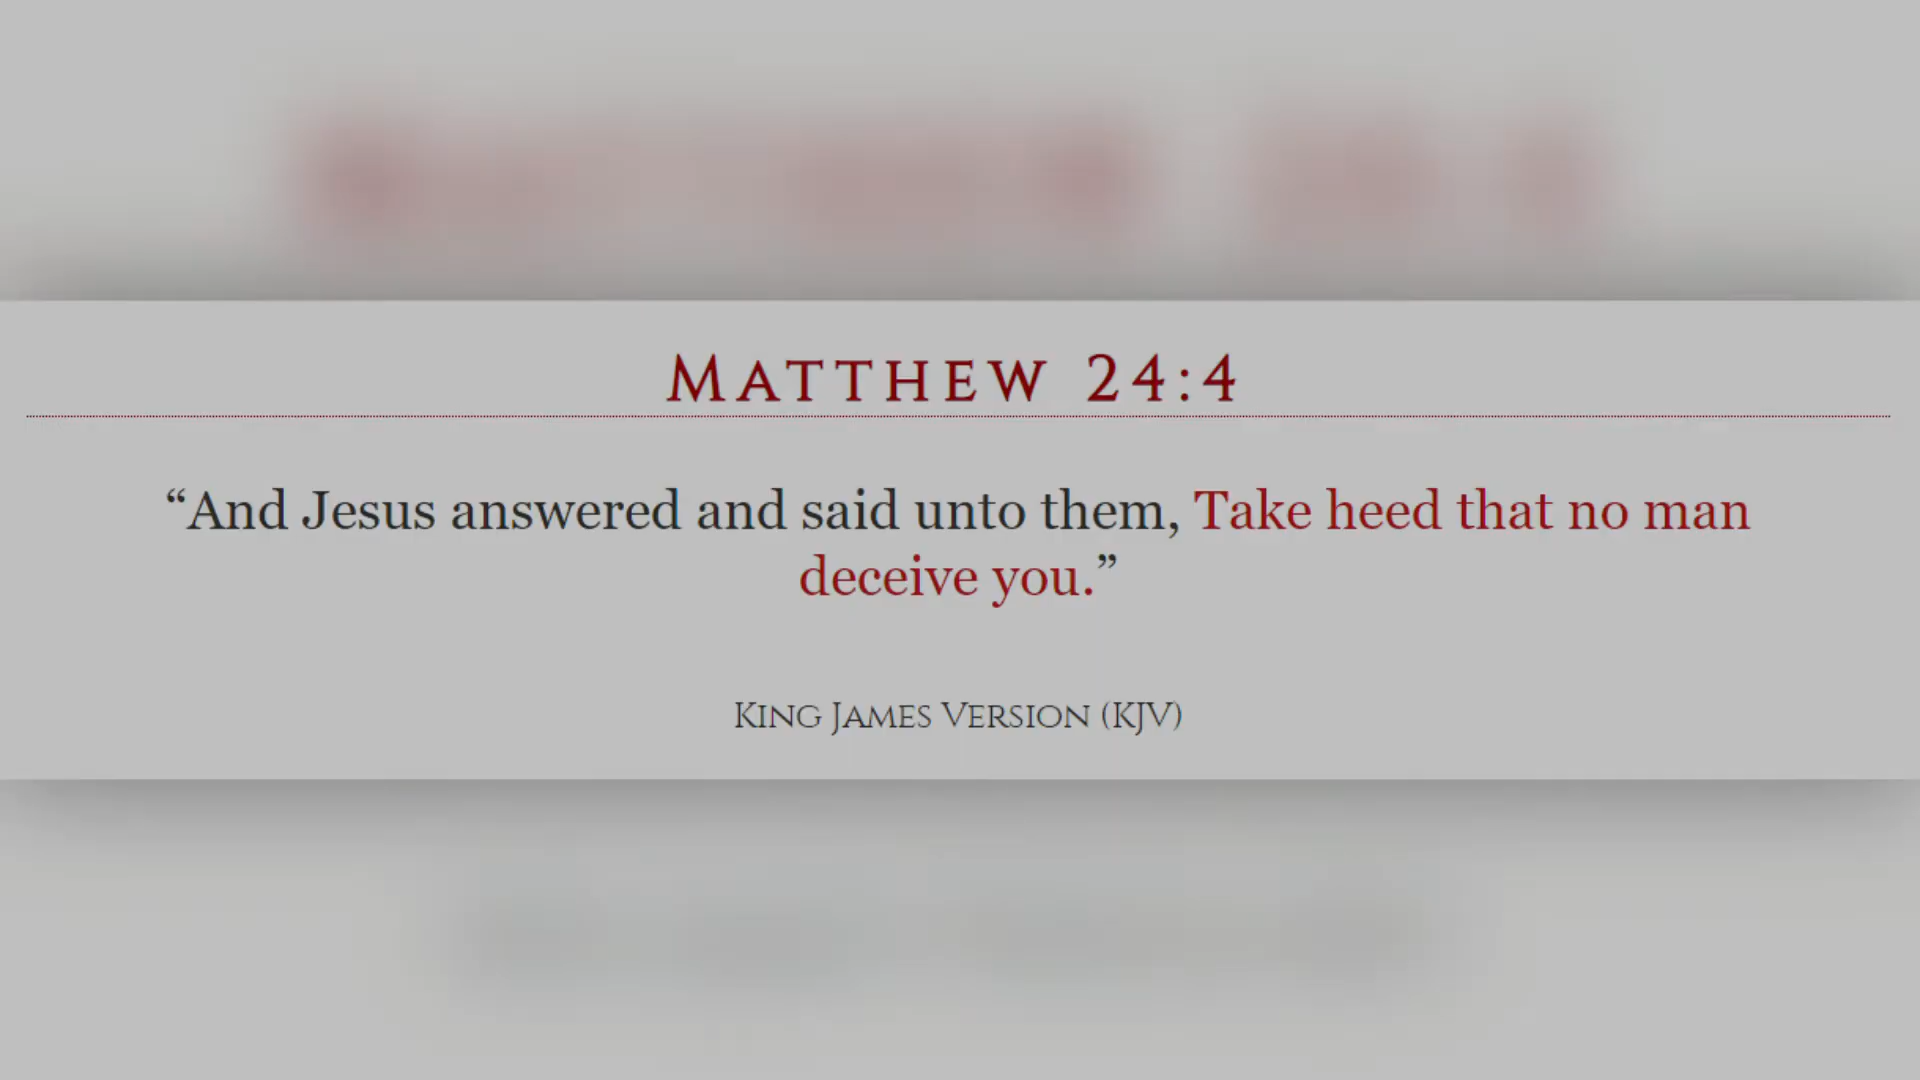 MATTHEW 24:4
“And Jesus answered and said unto them, Take heed that no man
deceive you.”
KING JAMES VERSION (KJV)